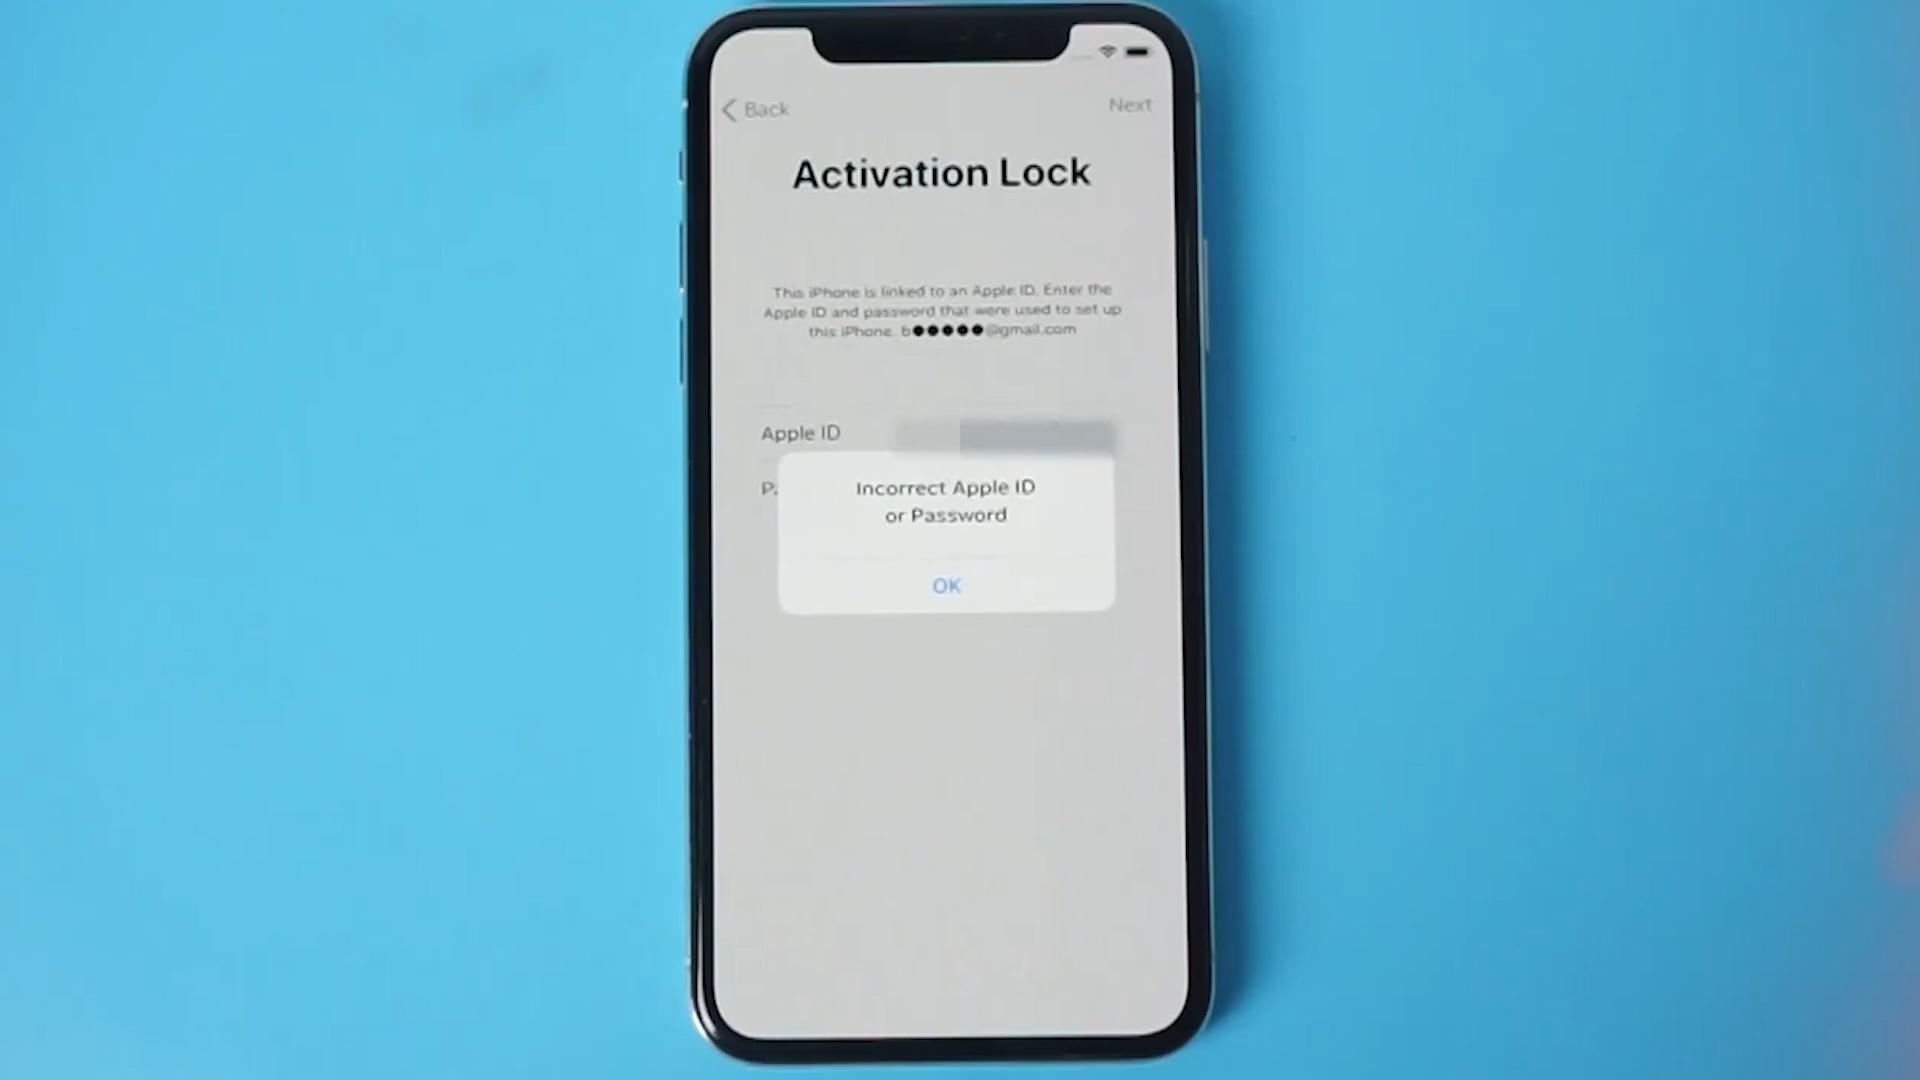 Back
Next
Activation Lock
This iPhone is linked to an Apple ID. Enter the
Apple ID and password that were used to set up
this iPhone. b●●●●●@gmail.com
Apple ID
Incorrect Apple ID
or Password
OK